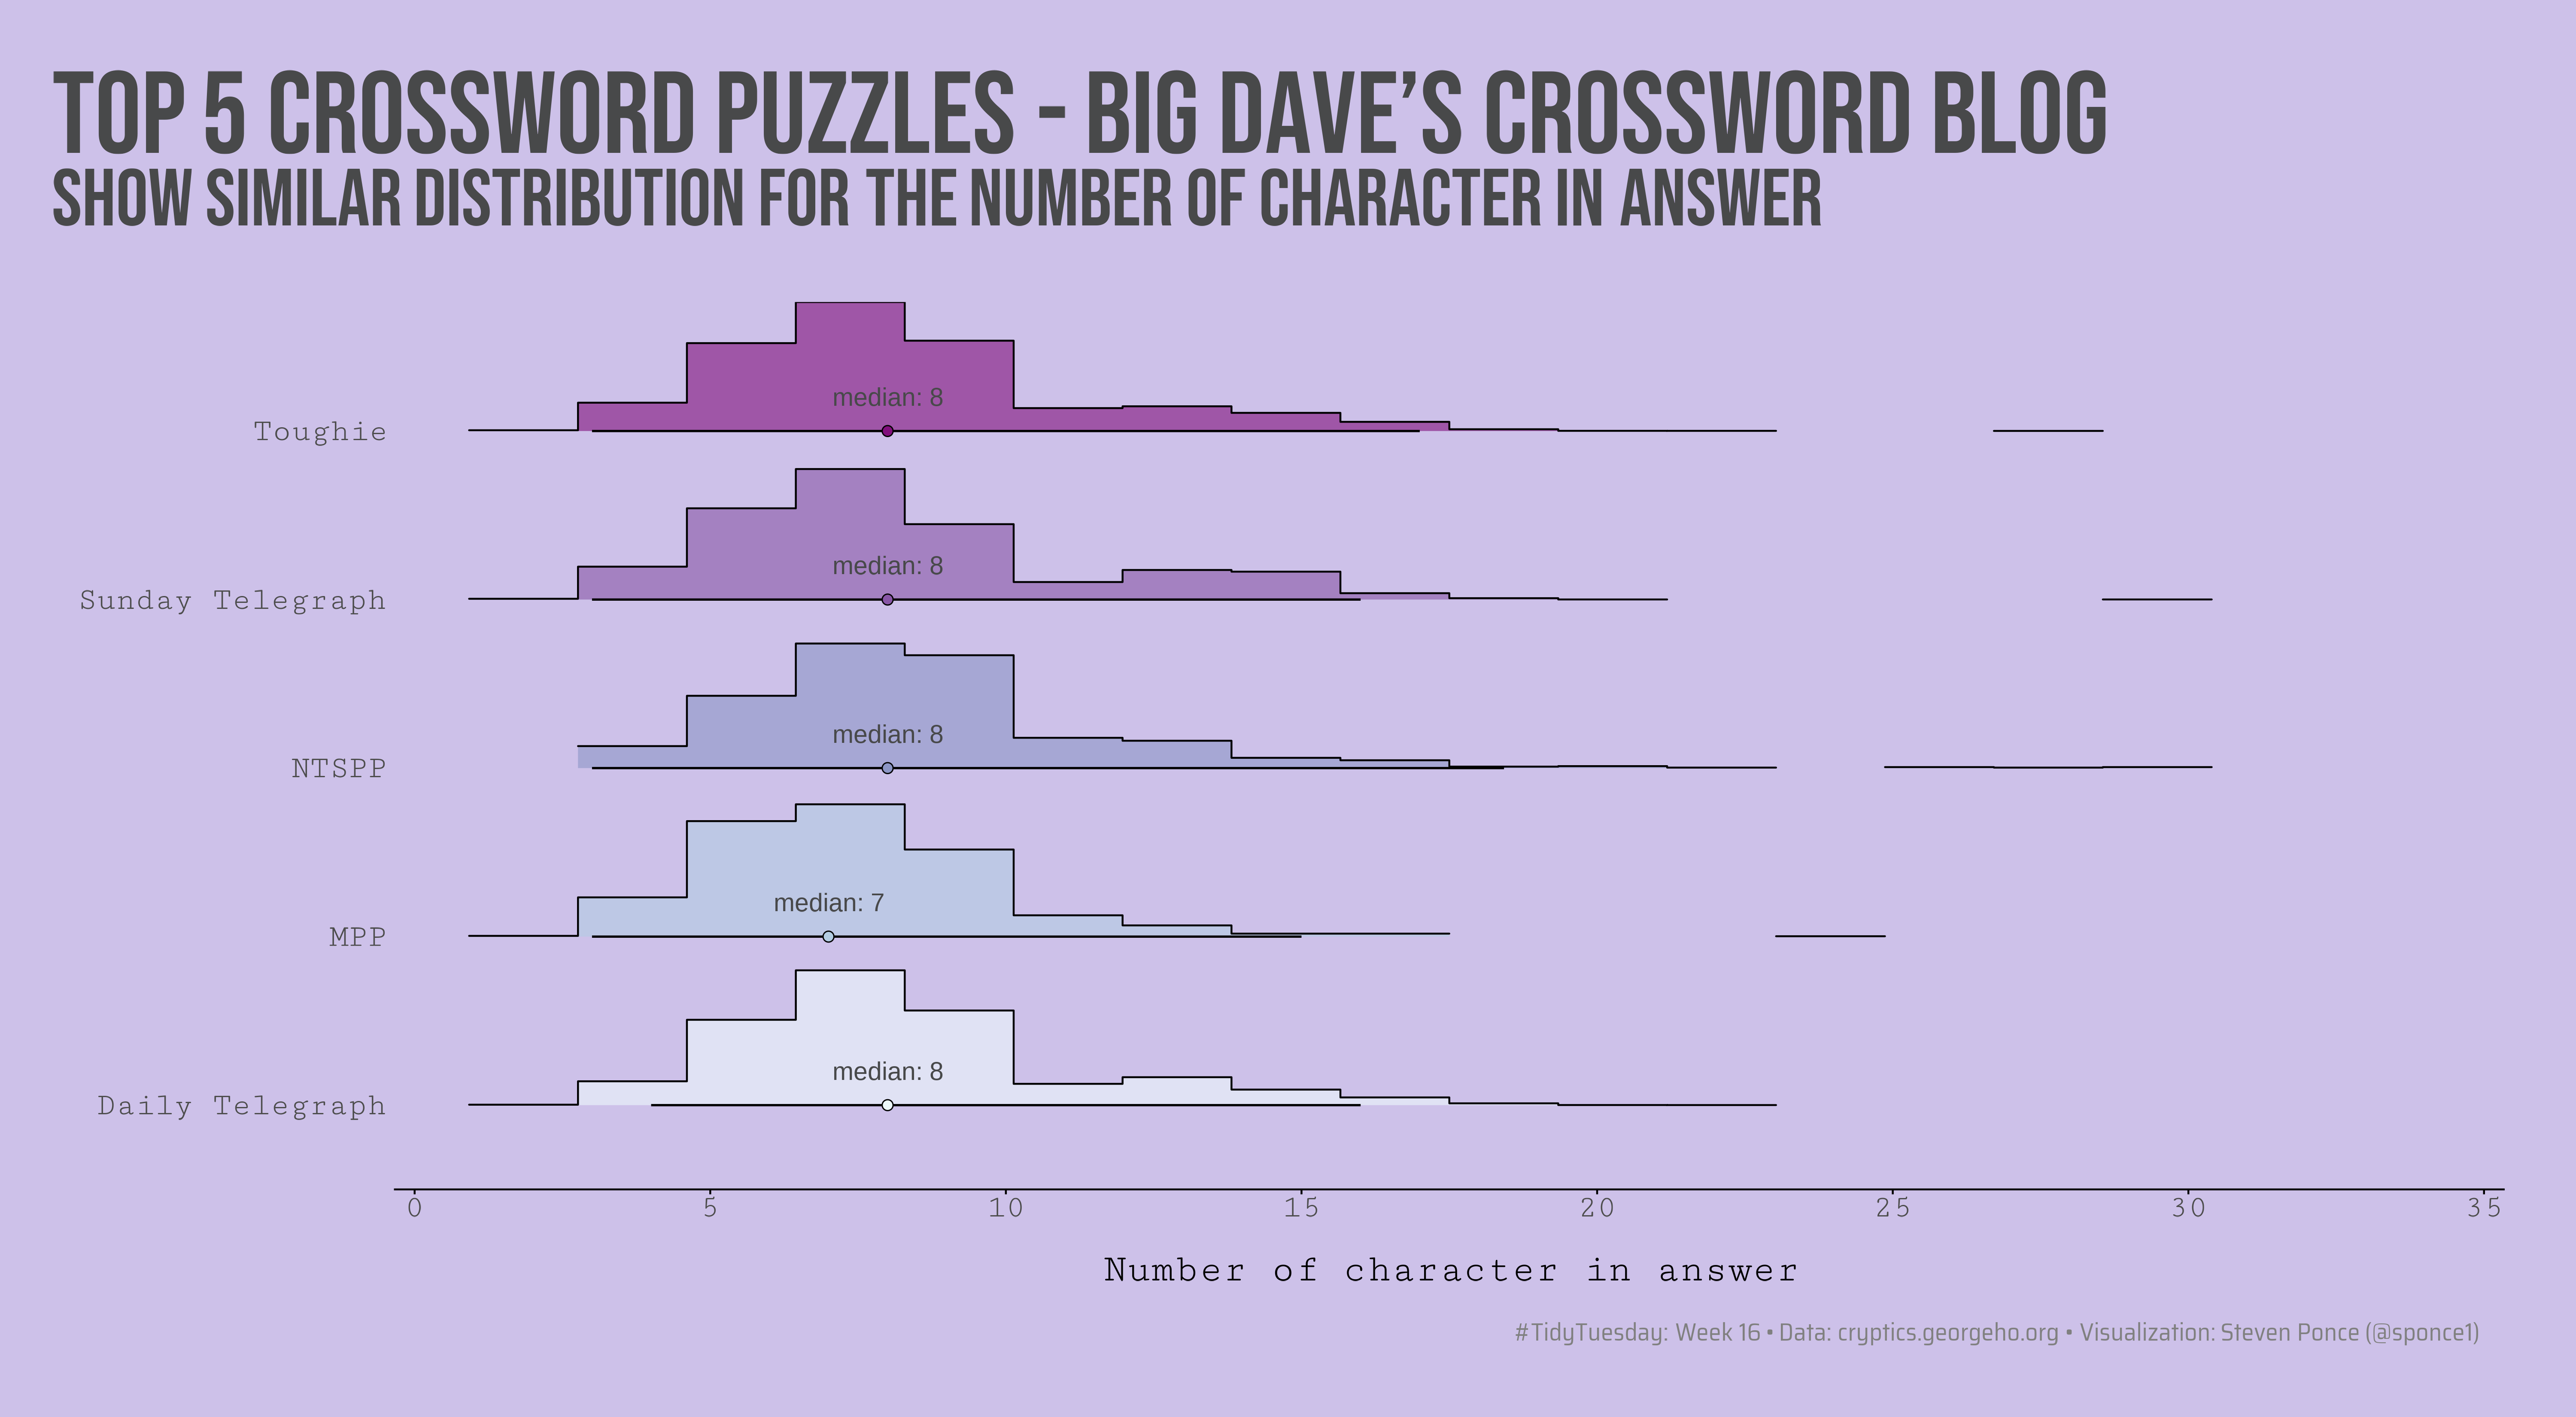 TOP 5 CROSSWORD PUZZLES - BIG DAVE’S CROSSWORD BLOG
SHOW SIMILAR DISTRIBUTION FOR THE NUMBER OF CHARACTER IN ANSWER
median: 8
Toughie
median: 8
Sunday Telegraph
median: 8
NTSPP
median: 7
MPP
median: 8
Daily Telegraph
0 5 10 15 20 25 30 35
Number of character in answer
#TidyTuesday: Week 16 • Data: cryptics.georgeho.org • Visualization: Steven Ponce (@sponce1)